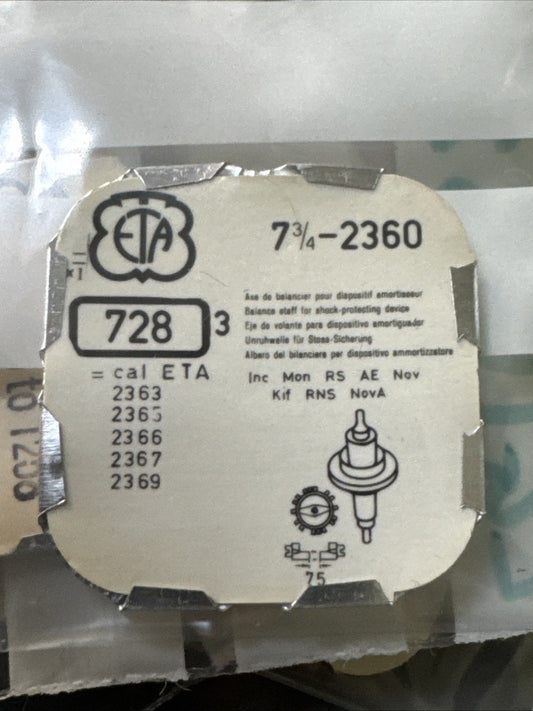 ETA
7 3/4-2360
728 3
Axe de balancier pour dispositif amortisseur
Balance staff for shock-protecting device
Eje de volante para dispositivo amortiguador
Unruhwelle für Stoss-Sicherung
Albero del bilanciere per dispositivo ammortizzatore
= cal ETA
2363
2365
2366
2367
2369
Inc Mon RS AE Nov
Kif RNS NovA
75